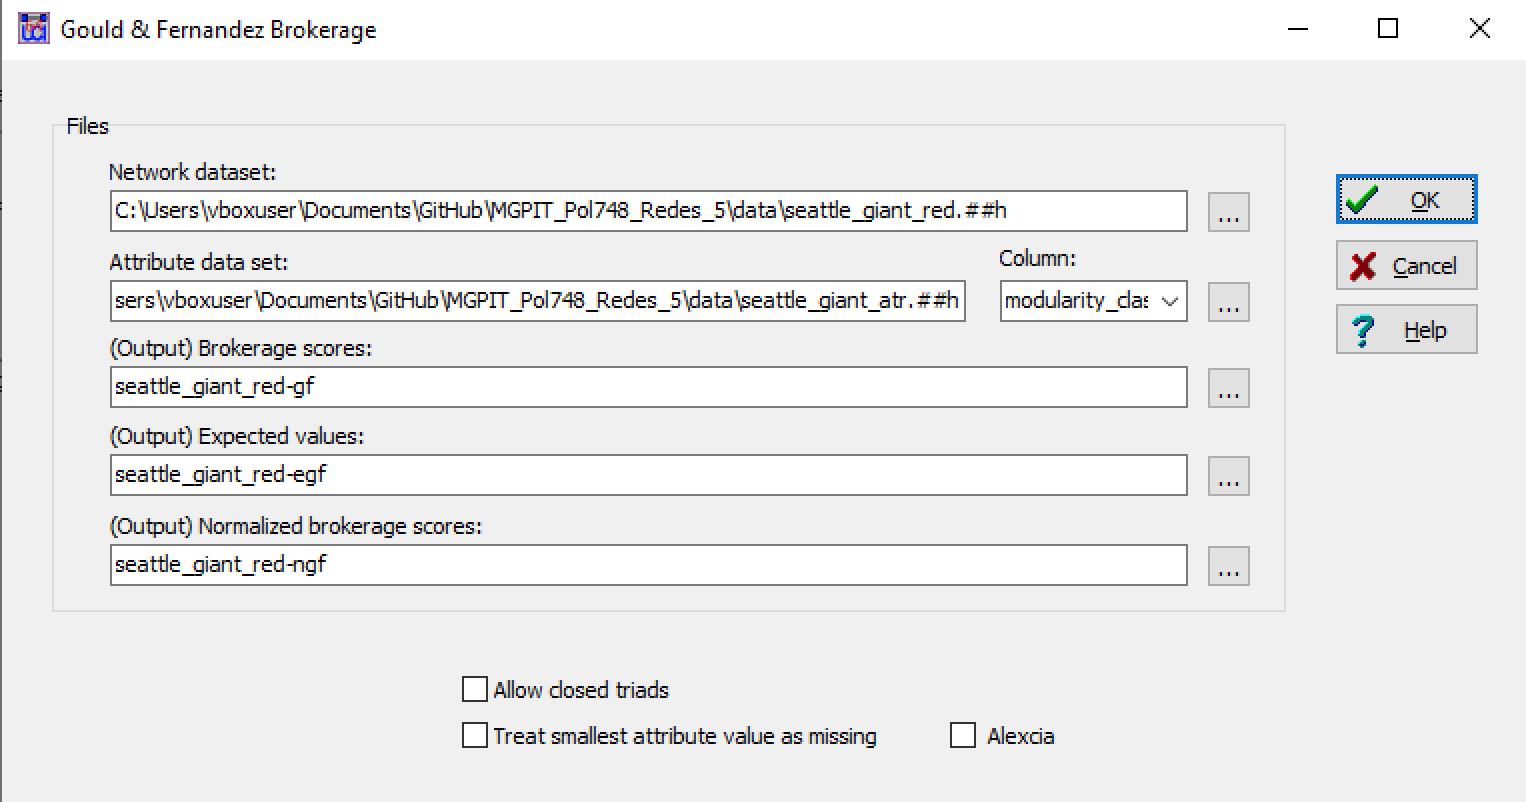 Gould & Fernandez Brokerage
Files
Network dataset:
C:\Users\vboxuser\Documents\GitHub\MGPIT_Pol748_Redes_5\data\seattle_giant_red.##h
...
OK
Attribute data set:
Column:
sers\vboxuser\Documents\GitHub\MGPIT_Pol748_Redes_5\data\seattle_giant_atr.##h
modularity_clas
...
Cancel
(Output) Brokerage scores:
Help
seattle_giant_red-gf
...
(Output) Expected values:
seattle_giant_red-egf
...
(Output) Normalized brokerage scores:
seattle_giant_red-ngf
...
Allow closed triads
Treat smallest attribute value as missing
Alexcia